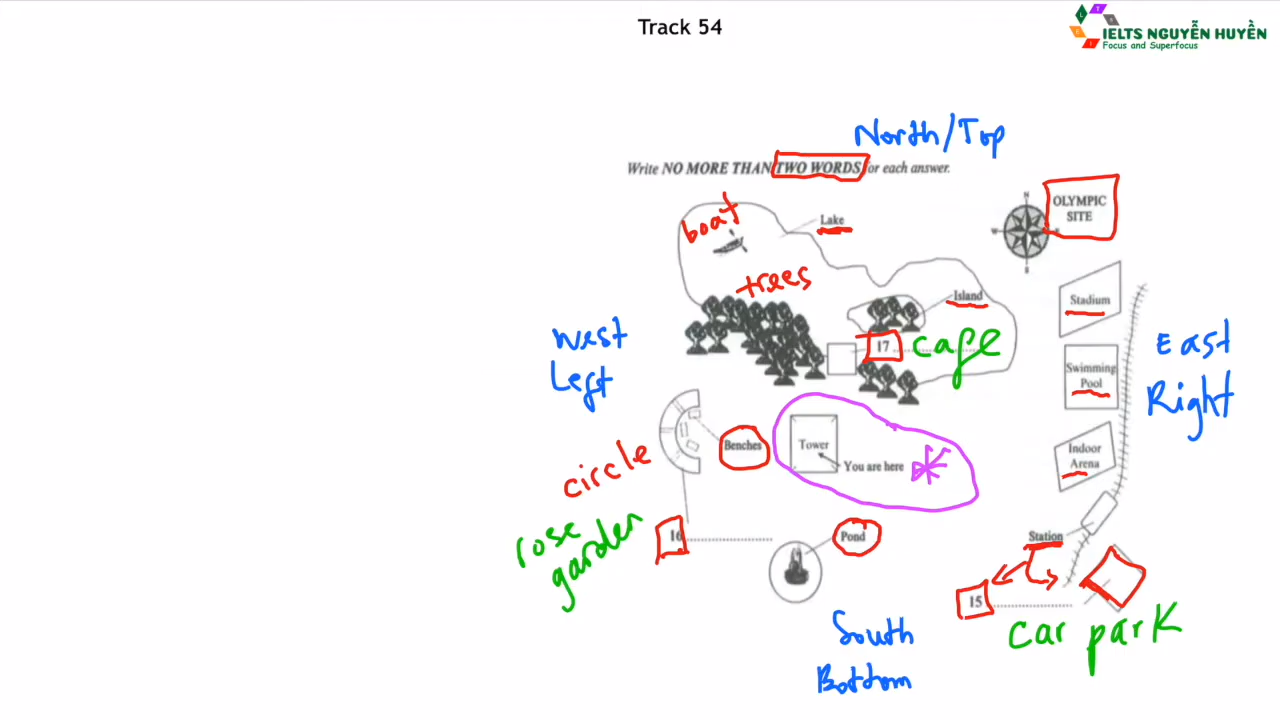 Track 54
IELTS NGUYỄN HUYỀN
Focus and Superfocus
North/Top
Write NO MORE THAN TWO WORDS for each answer.
OLYMPIC
SITE
N
W
S
boat
Lake
trees
Island
Stadium
West
Left
17
cafe
East
Right
Swimming
Pool
Benches
Tower
You are here
Indoor
Arena
circle
rose
garden
16
Pond
Station
15
car park
South
Bottom